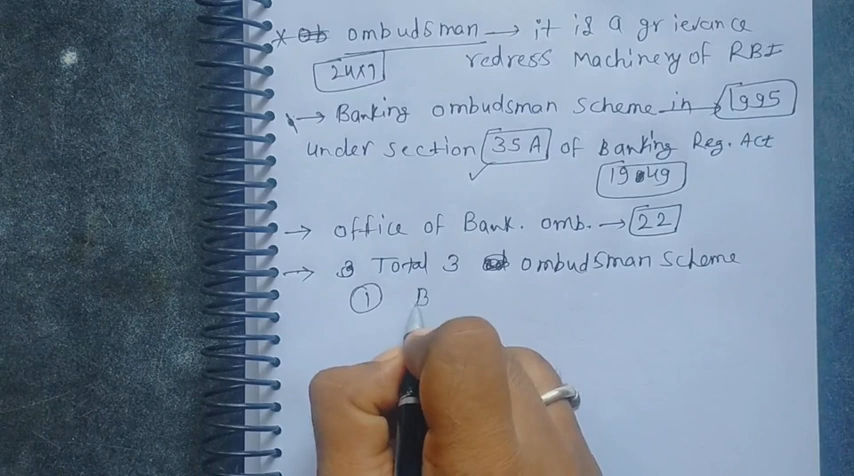 * ombudsman → it is a grievance
24x7 redress Machinery of RBI
→ Banking ombudsman scheme in → 1995
under section 35A of Banking Reg. Act
1949
→ office of Bank. omb. → 22
→ Total 3 ombudsman scheme
(i) B